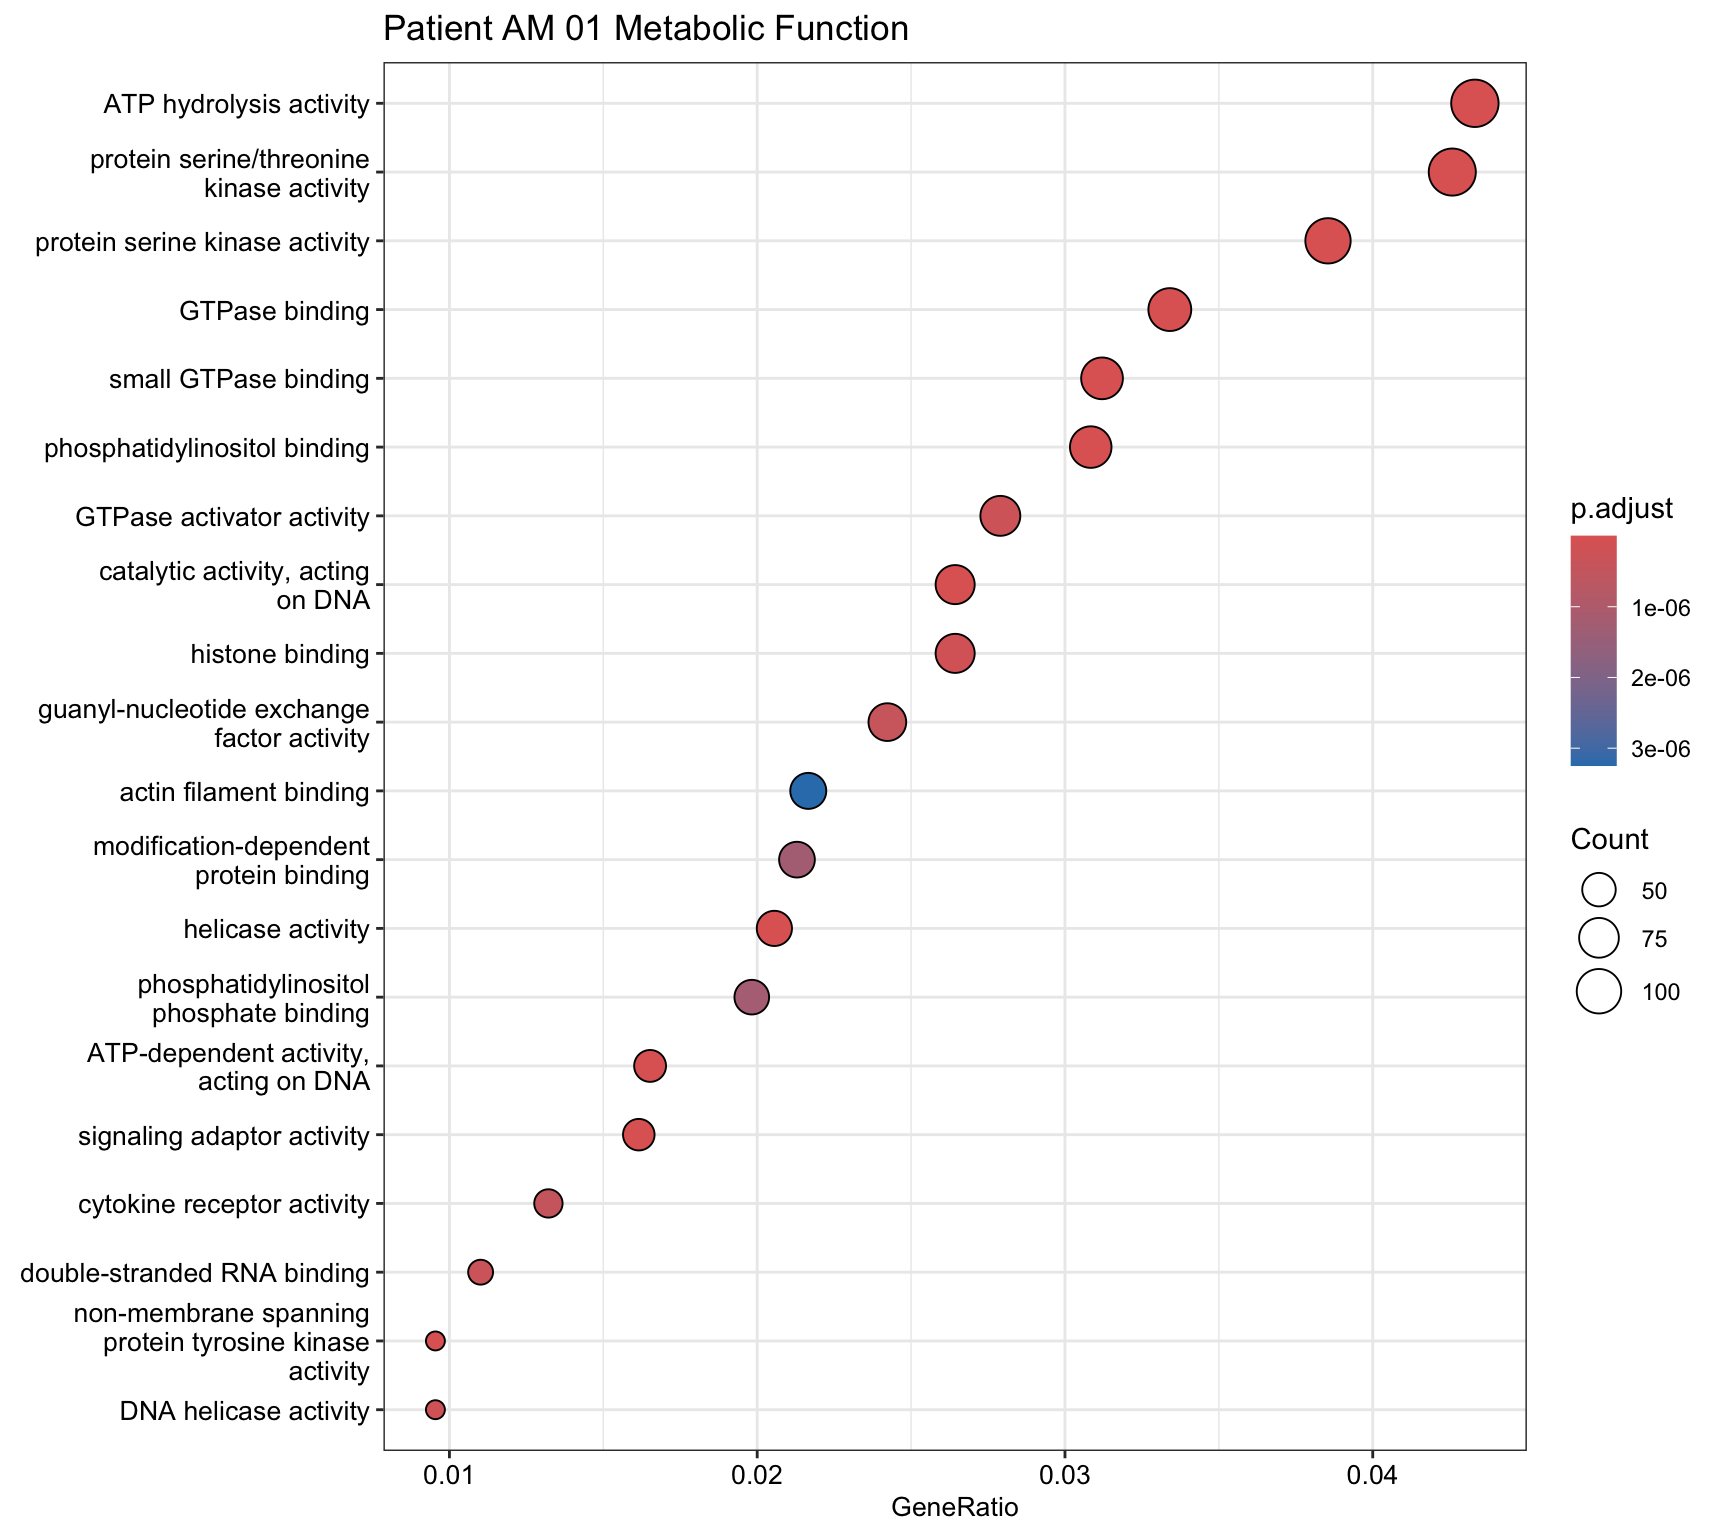 Patient AM 01 Metabolic Function
ATP hydrolysis activity
protein serine/threonine
kinase activity
protein serine kinase activity
GTPase binding
small GTPase binding
phosphatidylinositol binding
GTPase activator activity
catalytic activity, acting
on DNA
histone binding
guanyl-nucleotide exchange
factor activity
actin filament binding
modification-dependent
protein binding
helicase activity
phosphatidylinositol
phosphate binding
ATP-dependent activity,
acting on DNA
signaling adaptor activity
cytokine receptor activity
double-stranded RNA binding
non-membrane spanning
protein tyrosine kinase
activity
DNA helicase activity
0.01 0.02 0.03 0.04
GeneRatio
p.adjust
1e-06
2e-06
3e-06
Count
50
75
100